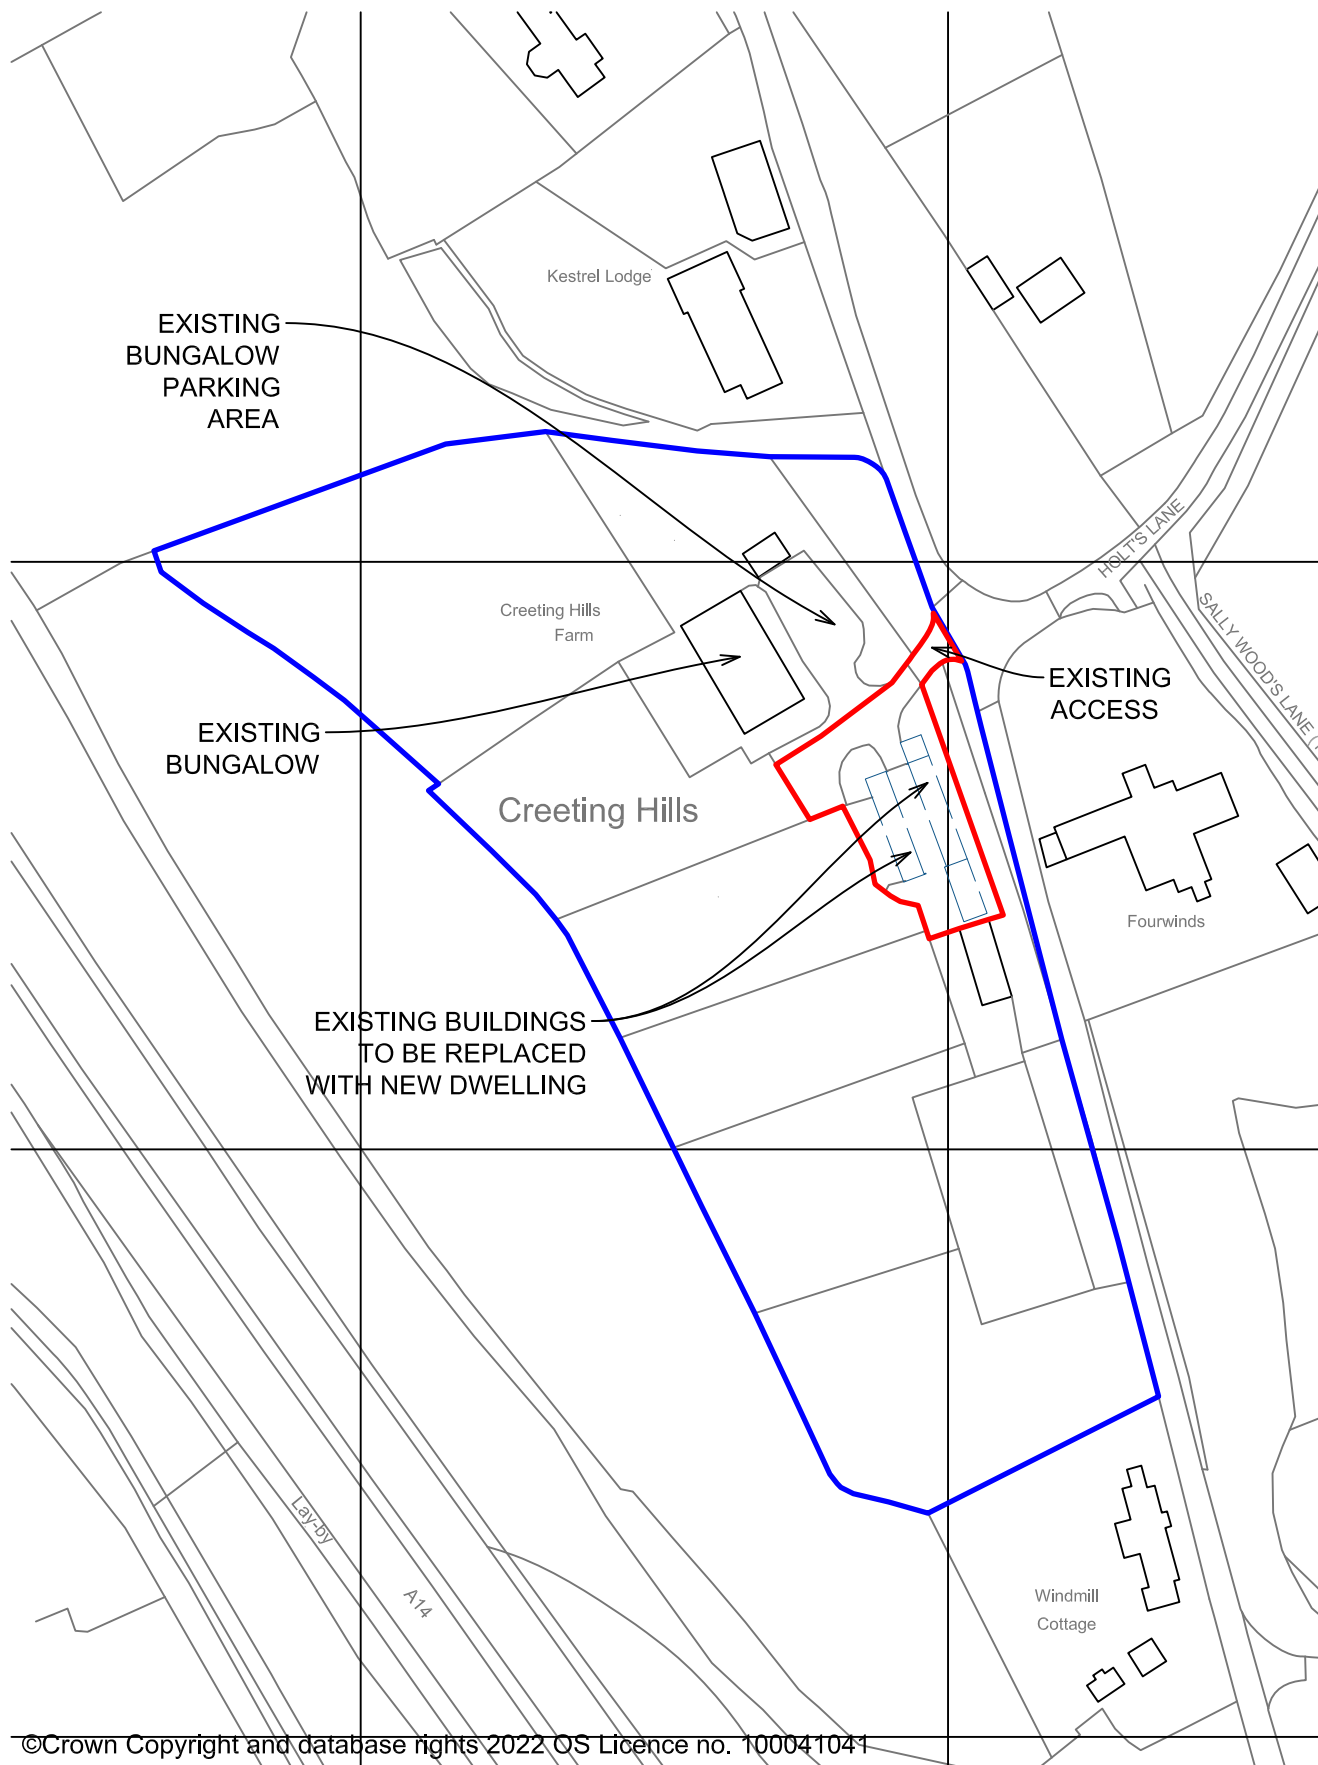 Kestrel Lodge
EXISTING
BUNGALOW
PARKING
AREA
HOLT'S LANE
SALLY WOOD'S LANE
Creeting Hills
Farm
EXISTING
ACCESS
EXISTING
BUNGALOW
Creeting Hills
Fourwinds
EXISTING BUILDINGS
TO BE REPLACED
WITH NEW DWELLING
Lay-by
A14
Windmill
Cottage
©Crown Copyright and database rights 2022 OS Licence no. 100041041